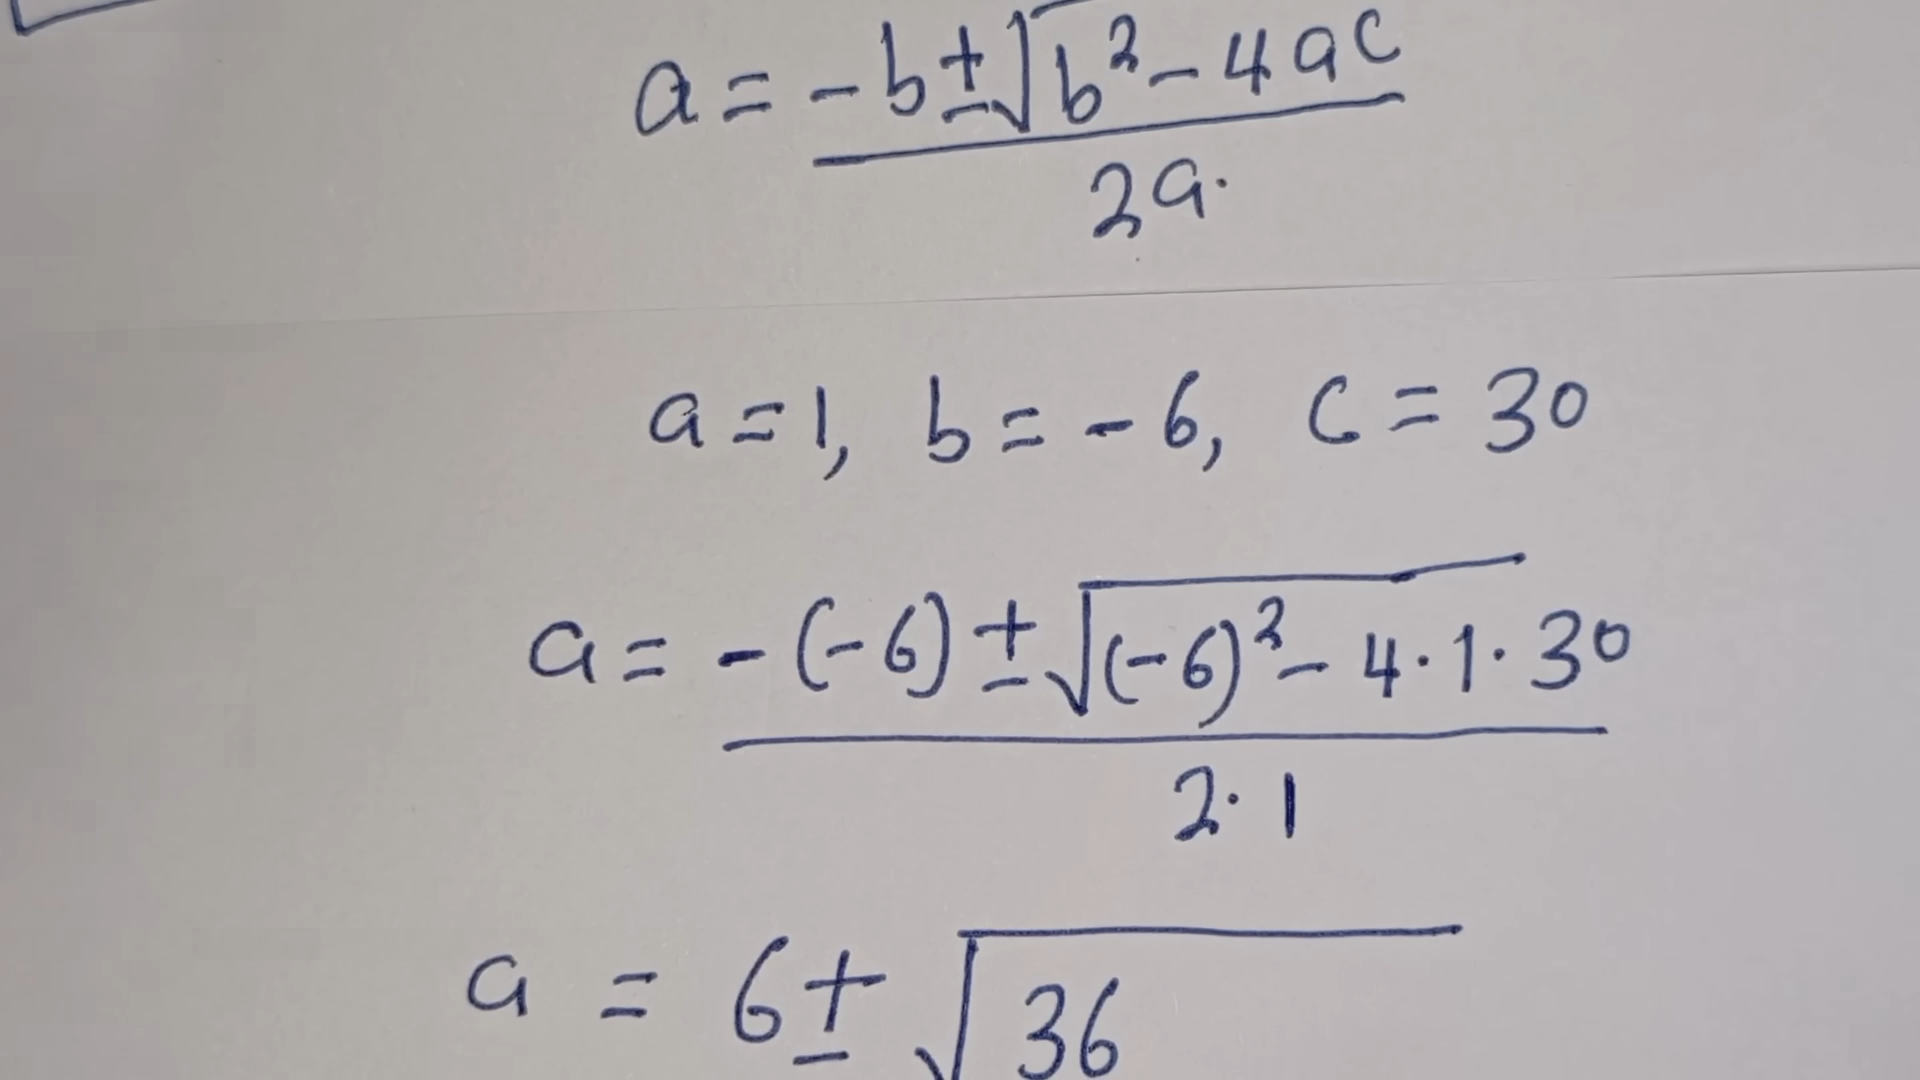 a = -b ± √b² - 4ac
2a.
a = 1, b = -6, c = 30
a = -(-6) ± √(-6)² - 4·1·30
2·1
a = 6 ± √36